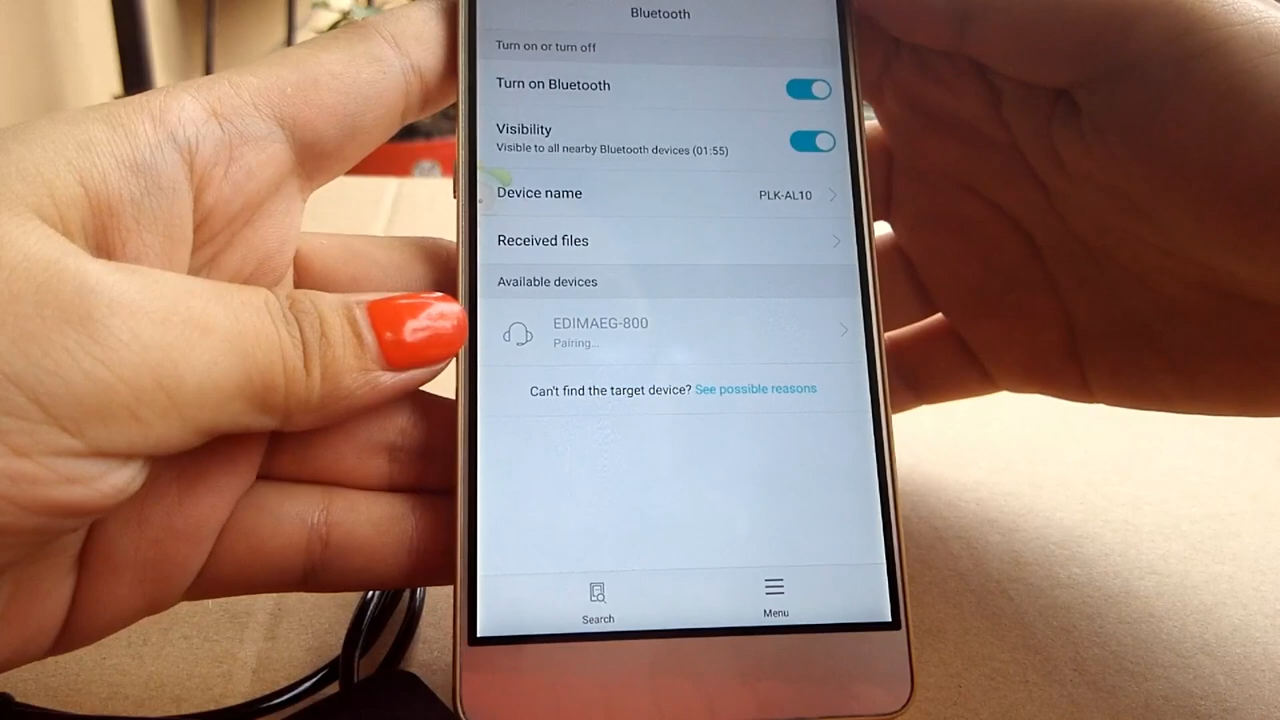 Bluetooth
Turn on or turn off
Turn on Bluetooth
Visibility
Visible to all nearby Bluetooth devices (01:55)
Device name PLK-AL10
Received files
Available devices
EDIMAEG-800
Pairing...
Can't find the target device? See possible reasons
Search Menu